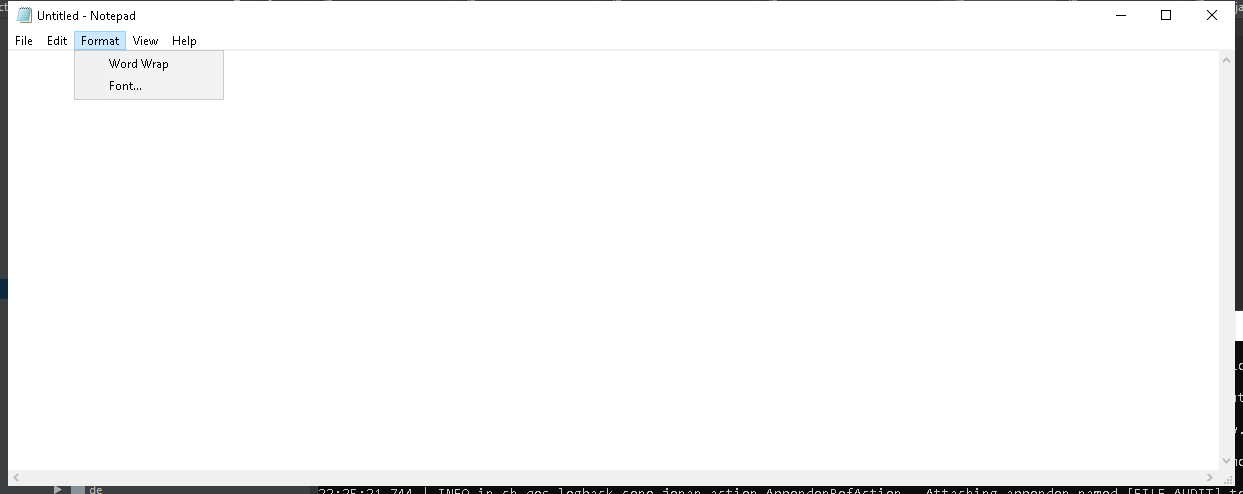 Untitled - Notepad
File Edit Format View Help
Word Wrap
Font...
de
22:25:21,744 | INFO in ch.qos.logback.core.joran.action.AppenderRefAction - Attaching appender named [FILE_AUDIT] t